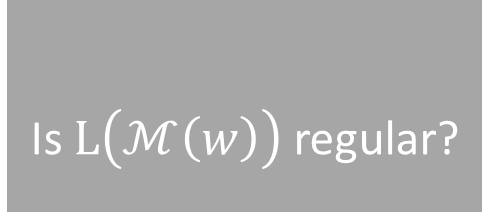 Is L(ℳ(w)) regular?